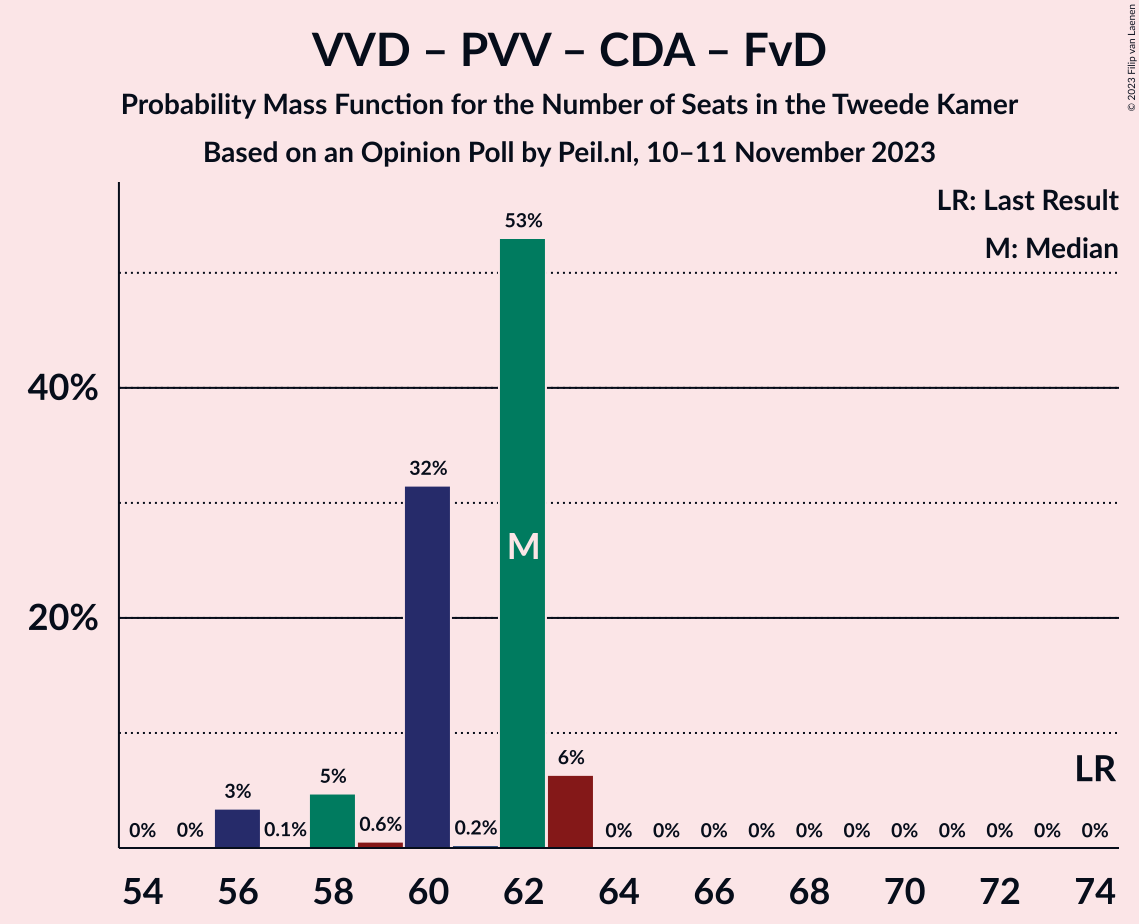 VVD – PVV – CDA – FvD
Probability Mass Function for the Number of Seats in the Tweede Kamer
Based on an Opinion Poll by Peil.nl, 10–11 November 2023
© 2023 Filip van Laenen
LR: Last Result
M: Median
53%
40%
32%
M
20%
LR
6%
5%
3%
0% 0% 0.1% 0.6% 0.2% 0% 0% 0% 0% 0% 0% 0% 0% 0% 0% 0%
54 56 58 60 62 64 66 68 70 72 74